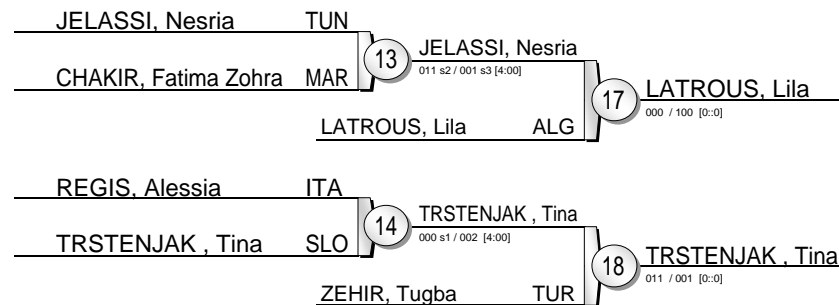 JELASSI, Nesria TUN
13
JELASSI, Nesria
011 s2 / 001 s3 [4:00]
CHAKIR, Fatima Zohra MAR
17
LATROUS, Lila
000 / 100 [0::0]
LATROUS, Lila ALG
REGIS, Alessia ITA
14
TRSTENJAK , Tina
000 s1 / 002 [4:00]
TRSTENJAK , Tina SLO
18
TRSTENJAK , Tina
011 / 001 [0::0]
ZEHIR, Tugba TUR